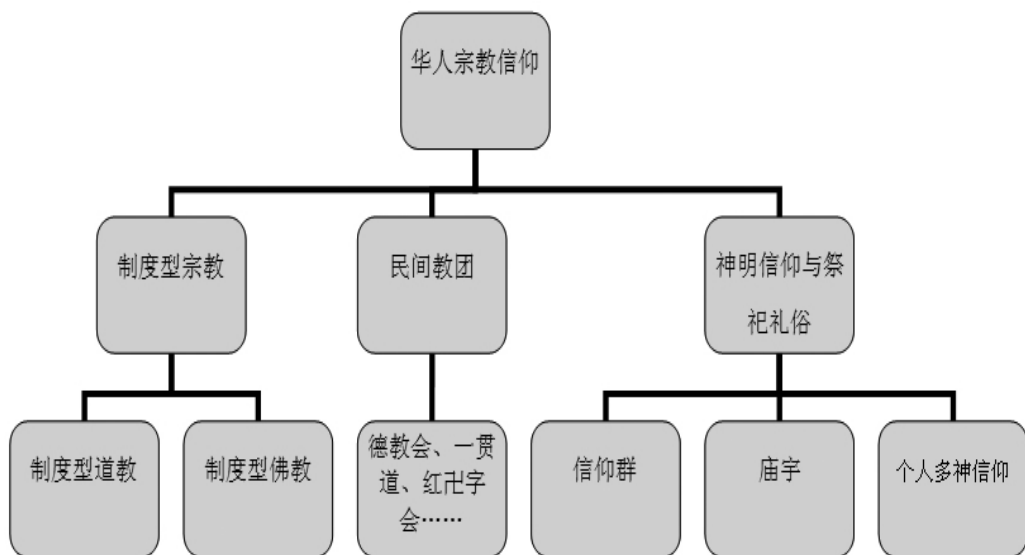 华人宗教信仰
制度型宗教
民间教团
神明信仰与祭
祀礼俗
制度型道教
制度型佛教
德教会、一贯
道、红卍字
会……
信仰群
庙宇
个人多神信仰